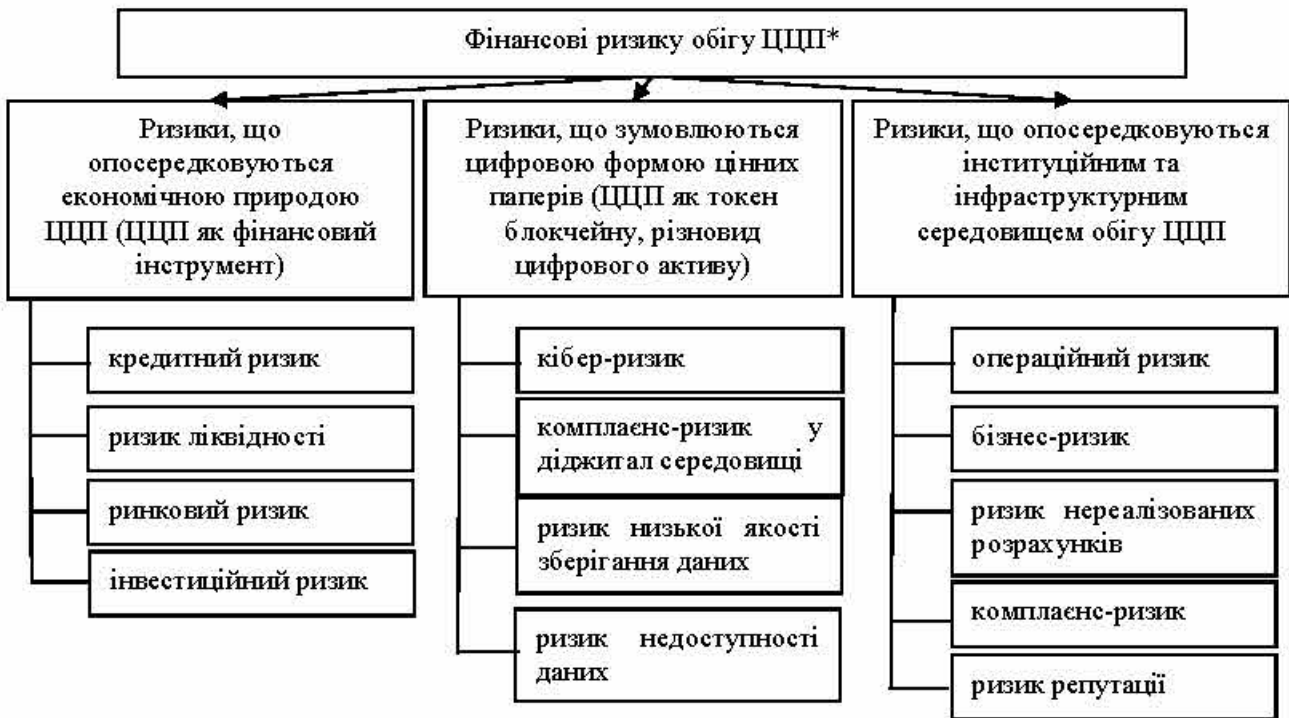 Фінансові ризику обігу ЦЦП*
Ризики, що
опосередковуються
економічною природою
ЦЦП (ЦЦП як фінансовий
інструмент)
кредитний ризик
ризик ліквідності
ринковий ризик
інвестиційний ризик
Ризики, що зумовлюються
цифровою формою цінних
паперів (ЦЦП як токен
блокчейну, різновид
цифрового активу)
кібер-ризик
комплаєнс-ризик у
діджитал середовищі
ризик низької якості
зберігання даних
ризик недоступності
даних
Ризики, що опосередковуються
інституційним та
інфраструктурним
середовищем обігу ЦЦП
операційний ризик
бізнес-ризик
ризик нереалізованих
розрахунків
комплаєнс-ризик
ризик репутації